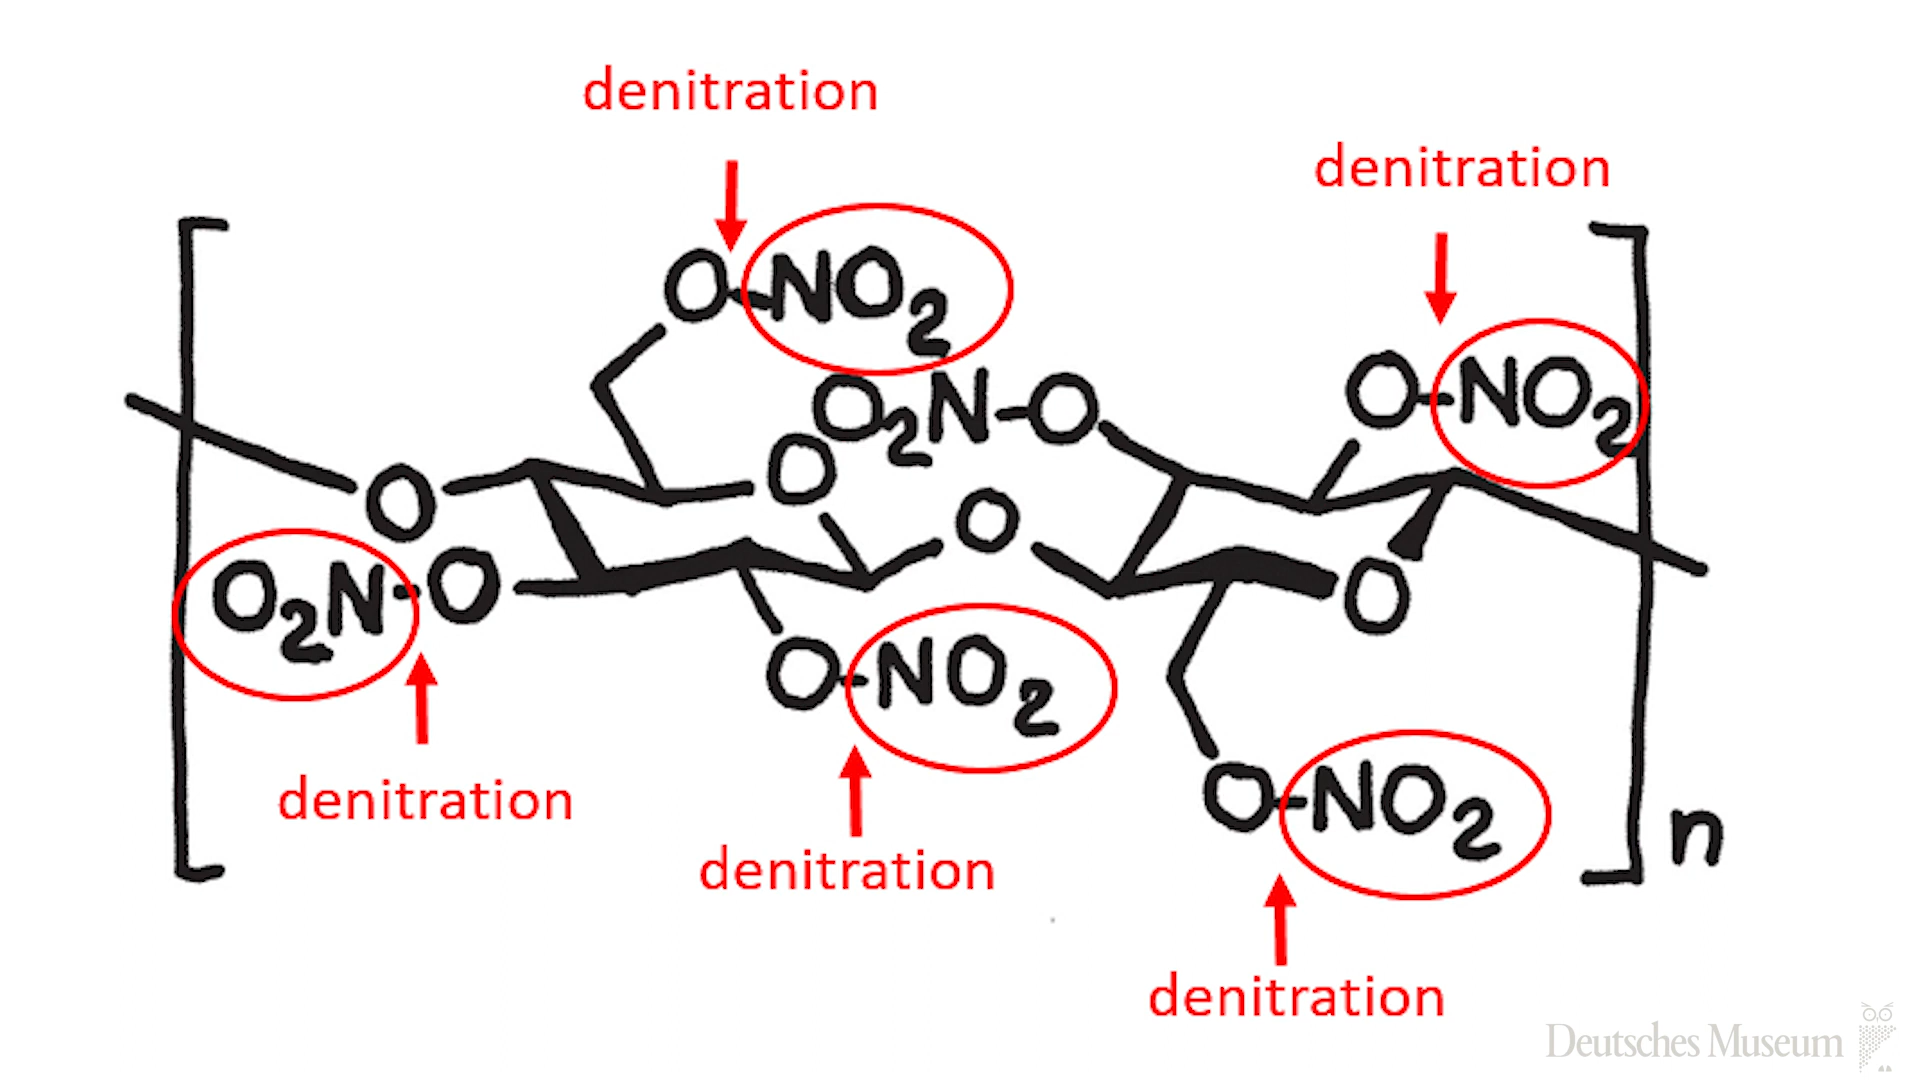 denitration
denitration
O-NO2
O2N-O
O-NO2
O
O
O
O2N-O
O
O-NO2
O-NO2
n
denitration
denitration
denitration
Deutsches Museum